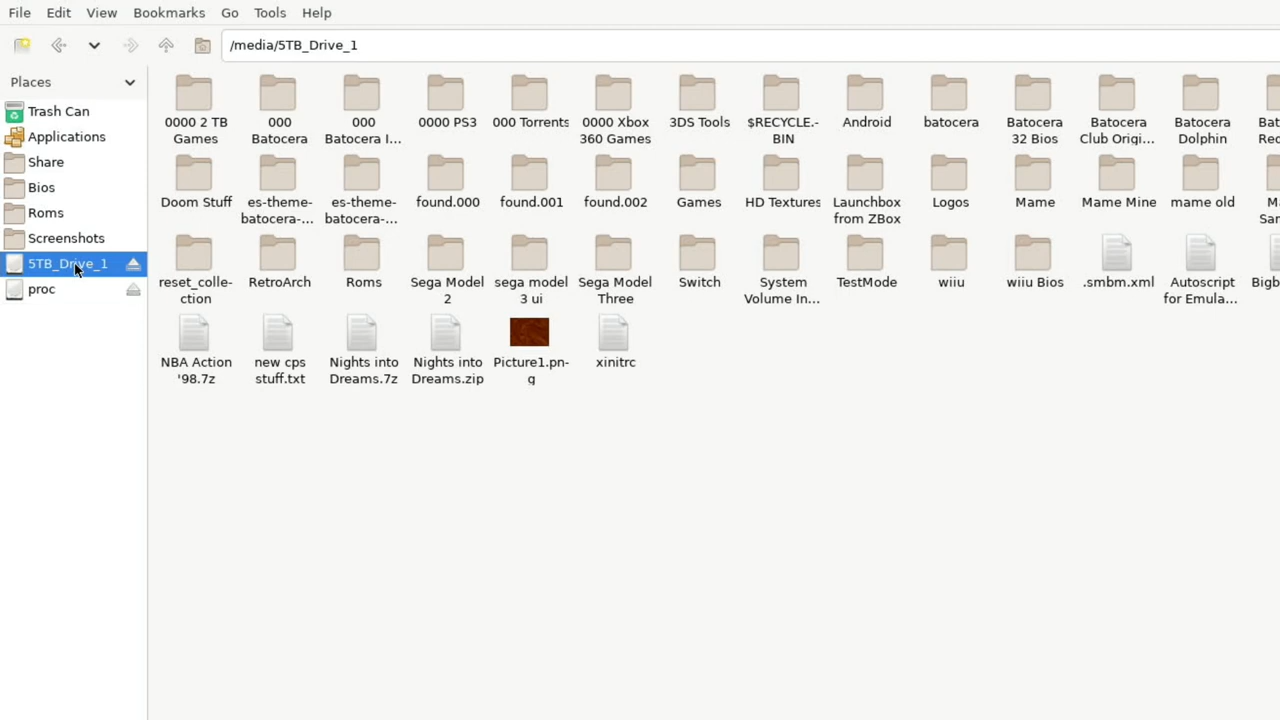 File Edit View Bookmarks Go Tools Help
/media/5TB_Drive_1
Places
Trash Can
Applications
Share
Bios
Roms
Screenshots
5TB_Drive_1
proc
0000 2 TB
Games
000
Batocera
000
Batocera I...
0000 PS3
000 Torrents
0000 Xbox
360 Games
3DS Tools
$RECYCLE.-
BIN
Android
batocera
Batocera
32 Bios
Batocera
Club Origi...
Batocera
Dolphin
Doom Stuff
es-theme-
batocera-...
es-theme-
batocera-...
found.000
found.001
found.002
Games
HD Textures
Launchbox
from ZBox
Logos
Mame
Mame Mine
mame old
reset_colle-
ction
RetroArch
Roms
Sega Model
2
sega model
3 ui
Sega Model
Three
Switch
System
Volume In...
TestMode
wiiu
wiiu Bios
.smbm.xml
Autoscript
for Emula...
NBA Action
'98.7z
new cps
stuff.txt
Nights into
Dreams.7z
Nights into
Dreams.zip
Picture1.pn-
g
xinitrc